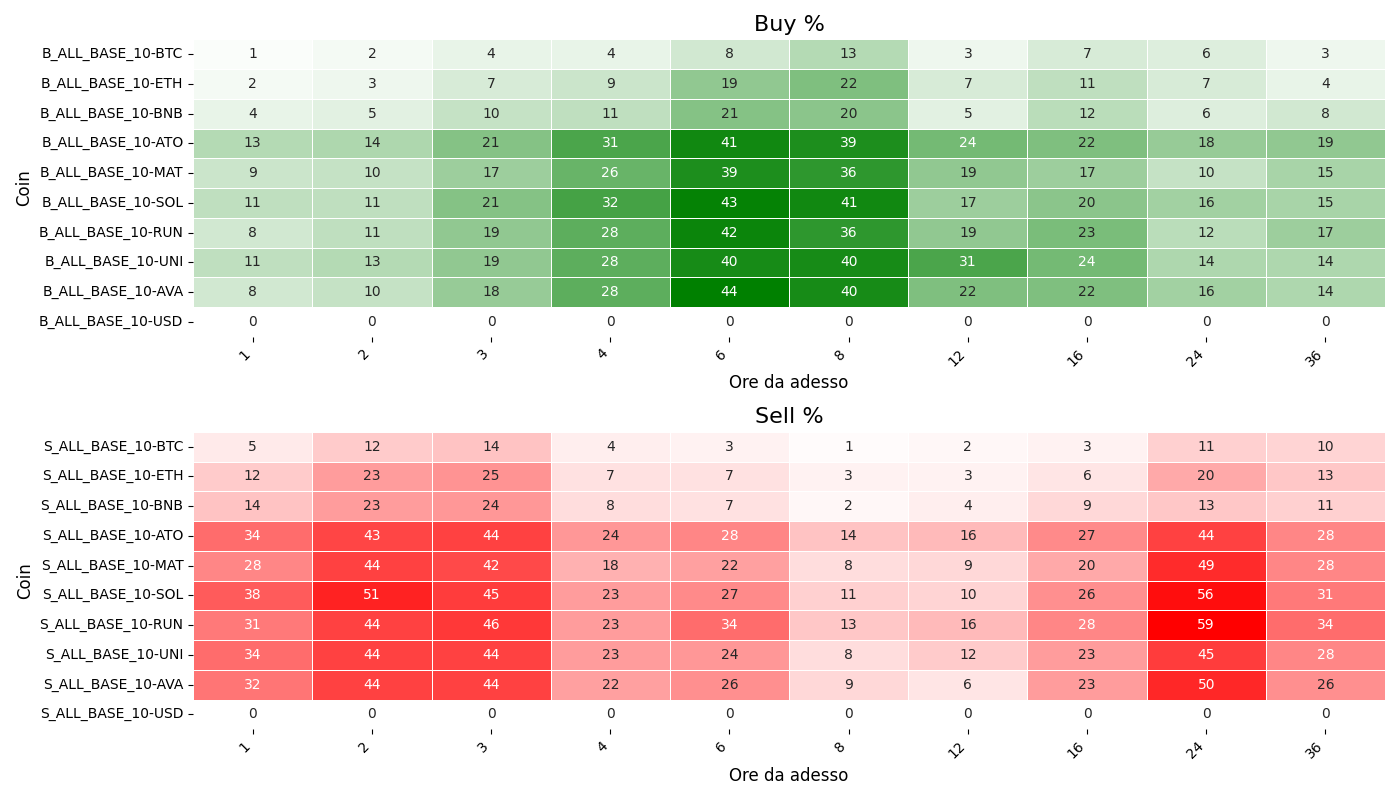 Buy %
Coin
B_ALL_BASE_10-BTC 1 2 4 4 8 13 3 7 6 3
B_ALL_BASE_10-ETH 2 3 7 9 19 22 7 11 7 4
B_ALL_BASE_10-BNB 4 5 10 11 21 20 5 12 6 8
B_ALL_BASE_10-ATO 13 14 21 31 41 39 24 22 18 19
B_ALL_BASE_10-MAT 9 10 17 26 39 36 19 17 10 15
B_ALL_BASE_10-SOL 11 11 21 32 43 41 17 20 16 15
B_ALL_BASE_10-RUN 8 11 19 28 42 36 19 23 12 17
B_ALL_BASE_10-UNI 11 13 19 28 40 40 31 24 14 14
B_ALL_BASE_10-AVA 8 10 18 28 44 40 22 22 16 14
B_ALL_BASE_10-USD 0 0 0 0 0 0 0 0 0 0
1 2 3 4 6 8 12 16 24 36
Ore da adesso
Sell %
Coin
S_ALL_BASE_10-BTC 5 12 14 4 3 1 2 3 11 10
S_ALL_BASE_10-ETH 12 23 25 7 7 3 3 6 20 13
S_ALL_BASE_10-BNB 14 23 24 8 7 2 4 9 13 11
S_ALL_BASE_10-ATO 34 43 44 24 28 14 16 27 44 28
S_ALL_BASE_10-MAT 28 44 42 18 22 8 9 20 49 28
S_ALL_BASE_10-SOL 38 51 45 23 27 11 10 26 56 31
S_ALL_BASE_10-RUN 31 44 46 23 34 13 16 28 59 34
S_ALL_BASE_10-UNI 34 44 44 23 24 8 12 23 45 28
S_ALL_BASE_10-AVA 32 44 44 22 26 9 6 23 50 26
S_ALL_BASE_10-USD 0 0 0 0 0 0 0 0 0 0
1 2 3 4 6 8 12 16 24 36
Ore da adesso